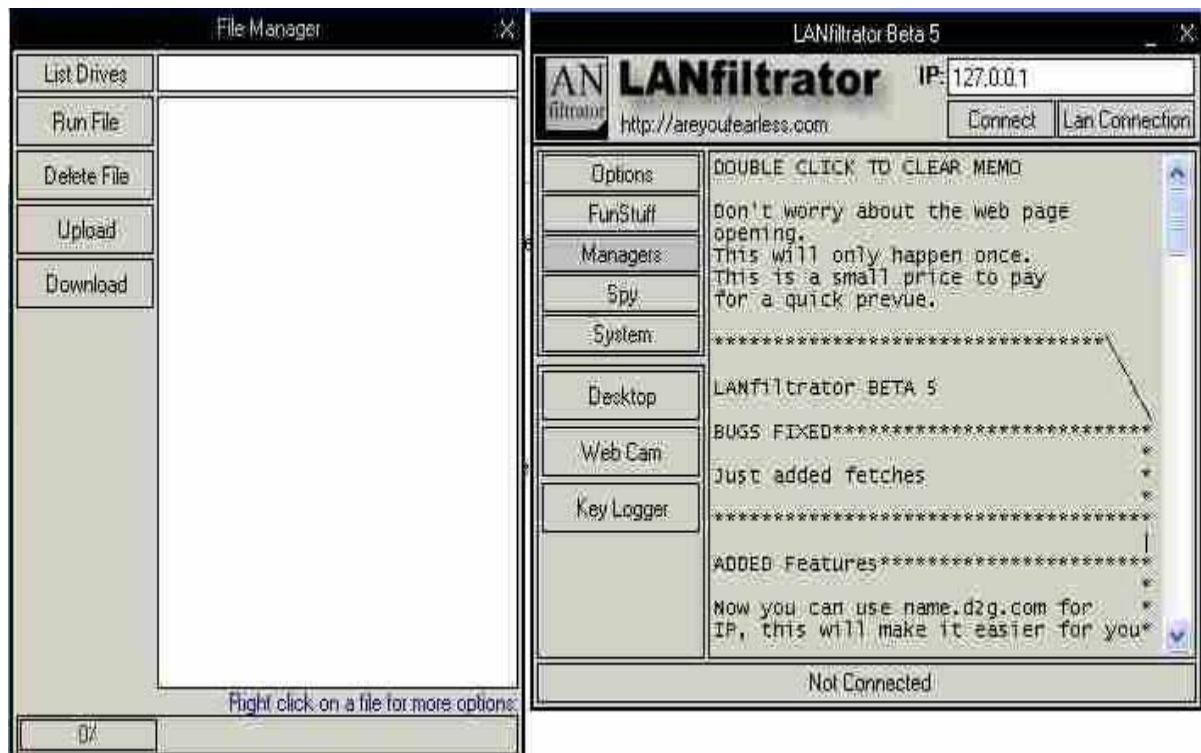 File Manager
X
List Drives
Run File
Delete File
Upload
Download
Right click on a file for more options.
0%
LANfiltrator Beta 5
_ X
AN
filtrator
LANfiltrator
http://areyoufearless.com
IP: 127.0.0.1
Connect
Lan Connection
Options
FunStuff
Managers
Spy
System
Desktop
Web Cam
Key Logger
DOUBLE CLICK TO CLEAR MEMO
Don't worry about the web page
opening.
This will only happen once.
This is a small price to pay
for a quick prevue.
*********************************\
LANfiltrator BETA 5
BUGS FIXED***************************
Just added fetches
*************************************
ADDED Features***********************
Now you can use name.d2g.com for *
IP, this will make it easier for you*
Not Connected